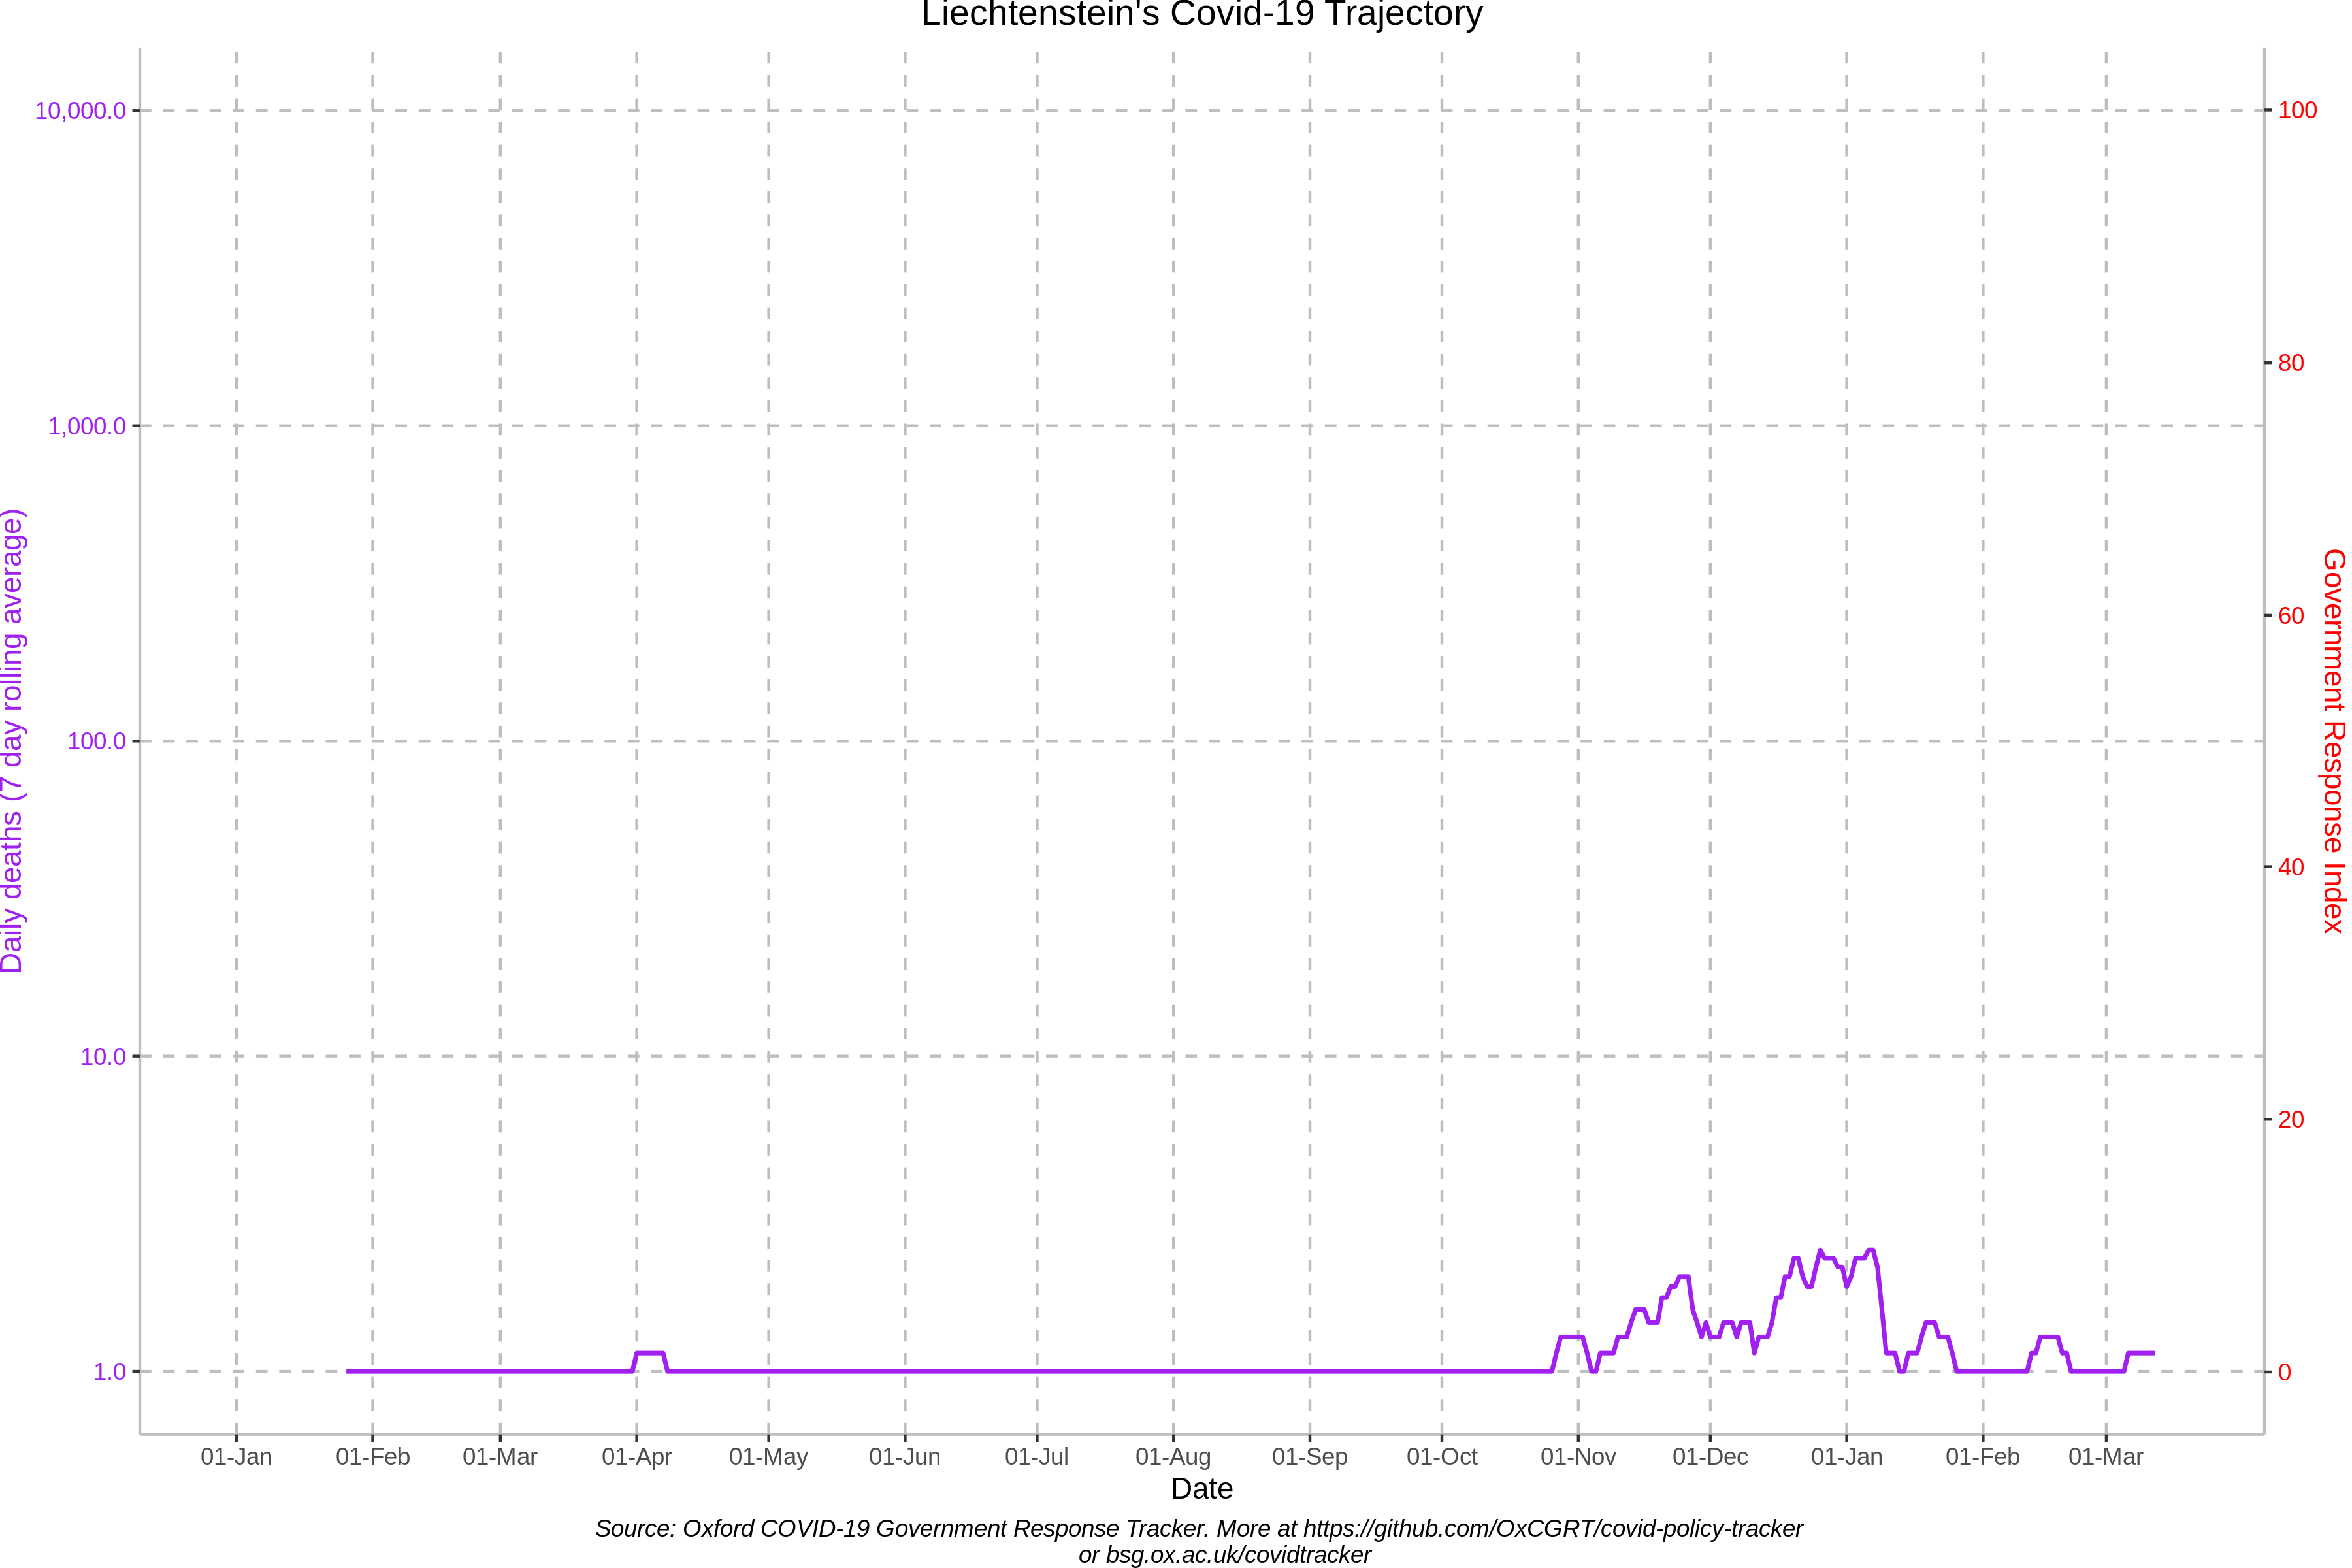 Liechtenstein's Covid-19 Trajectory
10,000.0
1,000.0
100.0
10.0
1.0
Daily deaths (7 day rolling average)
100
80
60
40
20
0
Government Response Index
01-Jan 01-Feb 01-Mar 01-Apr 01-May 01-Jun 01-Jul 01-Aug 01-Sep 01-Oct 01-Nov 01-Dec 01-Jan 01-Feb 01-Mar
Date
Source: Oxford COVID-19 Government Response Tracker. More at https://github.com/OxCGRT/covid-policy-tracker
or bsg.ox.ac.uk/covidtracker